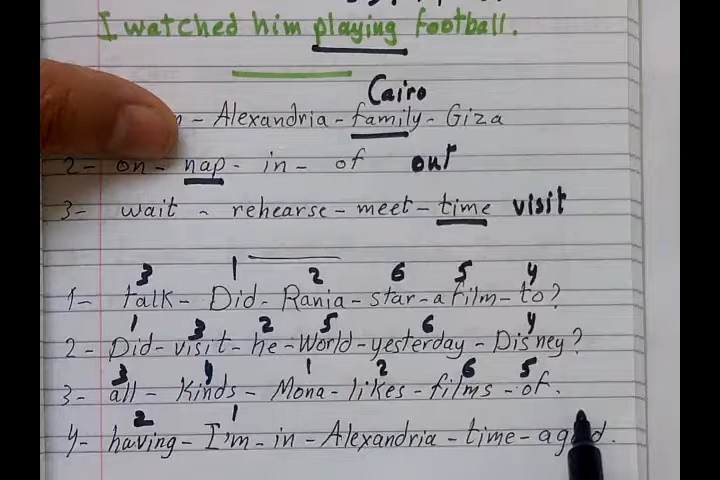 I watched him playing football.
Cairo
- Alexandria - family - Giza
2- on - nap - in - of out
3- wait - rehearse - meet - time visit
3 1 2 6 5 4
1- talk - Did - Rania - star - a film - to?
1 3 2 5 6 4
2- Did - visit - he - World - yesterday - Disney?
3 4 1 2 6 5
3- all - Kinds - Mona - likes - films - of.
2 1
4- having - I'm - in - Alexandria - time - a